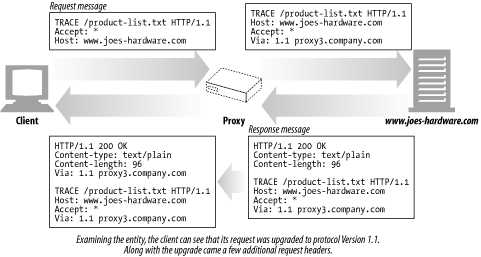 Request message
TRACE /product-list.txt HTTP/1.1
Accept: *
Host: www.joes-hardware.com
TRACE /product-list.txt HTTP/1.1
Host: www.joes-hardware.com
Accept: *
Via: 1.1 proxy3.company.com
Client
Proxy
www.joes-hardware.com
Response message
HTTP/1.1 200 OK
Content-type: text/plain
Content-length: 96
Via: 1.1 proxy3.company.com
TRACE /product-list.txt HTTP/1.1
Host: www.joes-hardware.com
Accept: *
Via: 1.1 proxy3.company.com
HTTP/1.1 200 OK
Content-type: text/plain
Content-length: 96
TRACE /product-list.txt HTTP/1.1
Host: www.joes-hardware.com
Accept: *
Via: 1.1 proxy3.company.com
Examining the entity, the client can see that its request was upgraded to protocol Version 1.1.
Along with the upgrade came a few additional request headers.